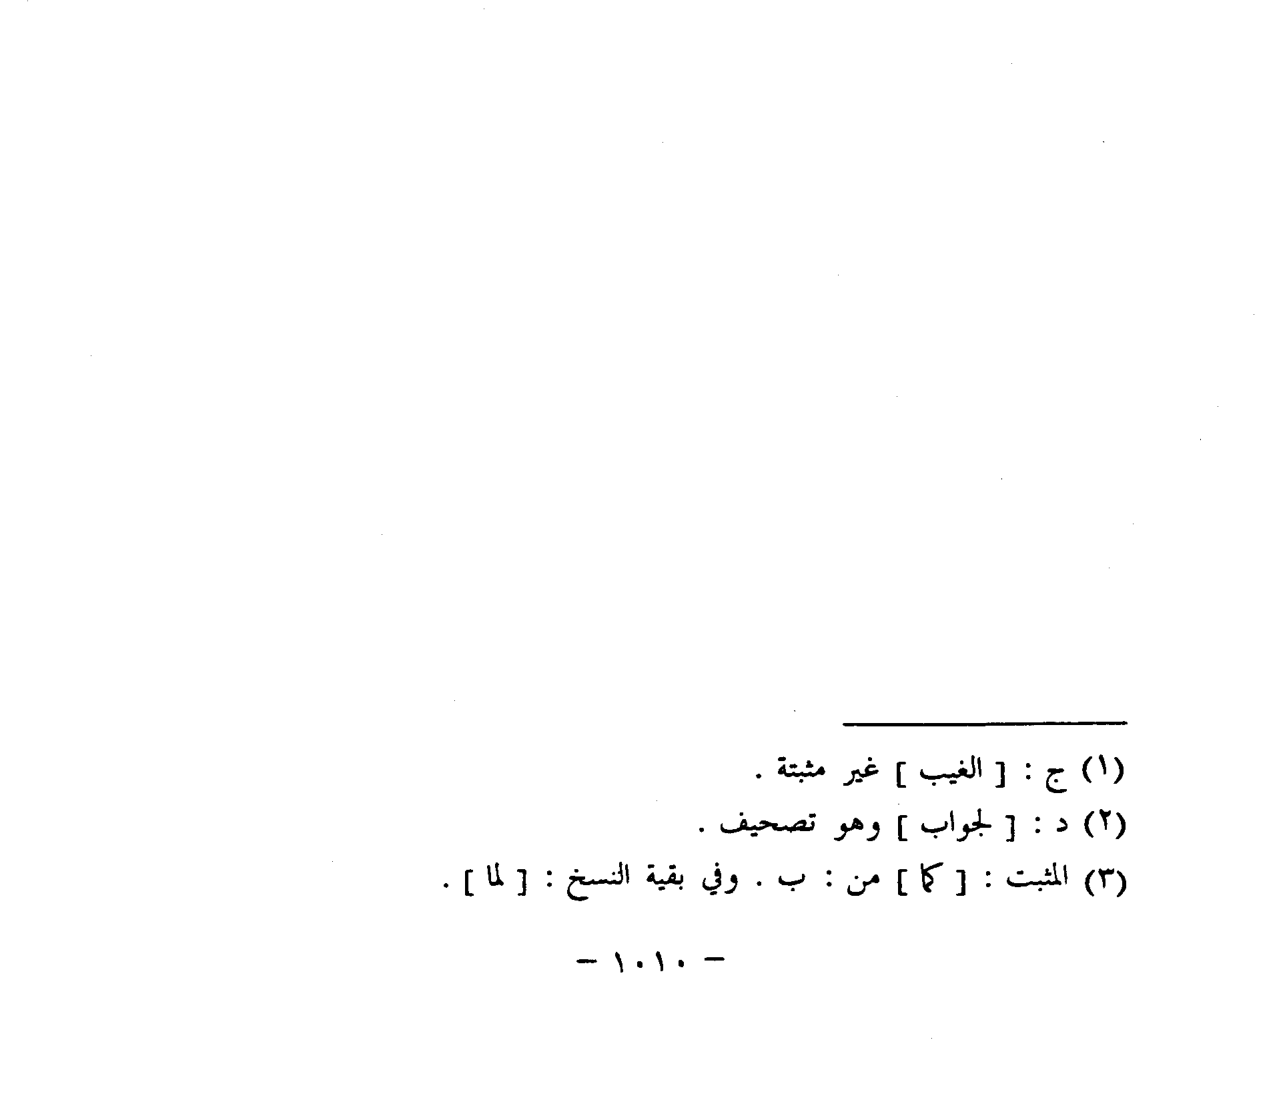 (١) ج : [ الغيب ] غير مثبتة .
(٢) د : [ لجواب ] وهو تصحيف .
(٣) المثبت : [ كما ] من : ب . وفي بقية النسخ : [ لما ] .
– ١٠١٠ –